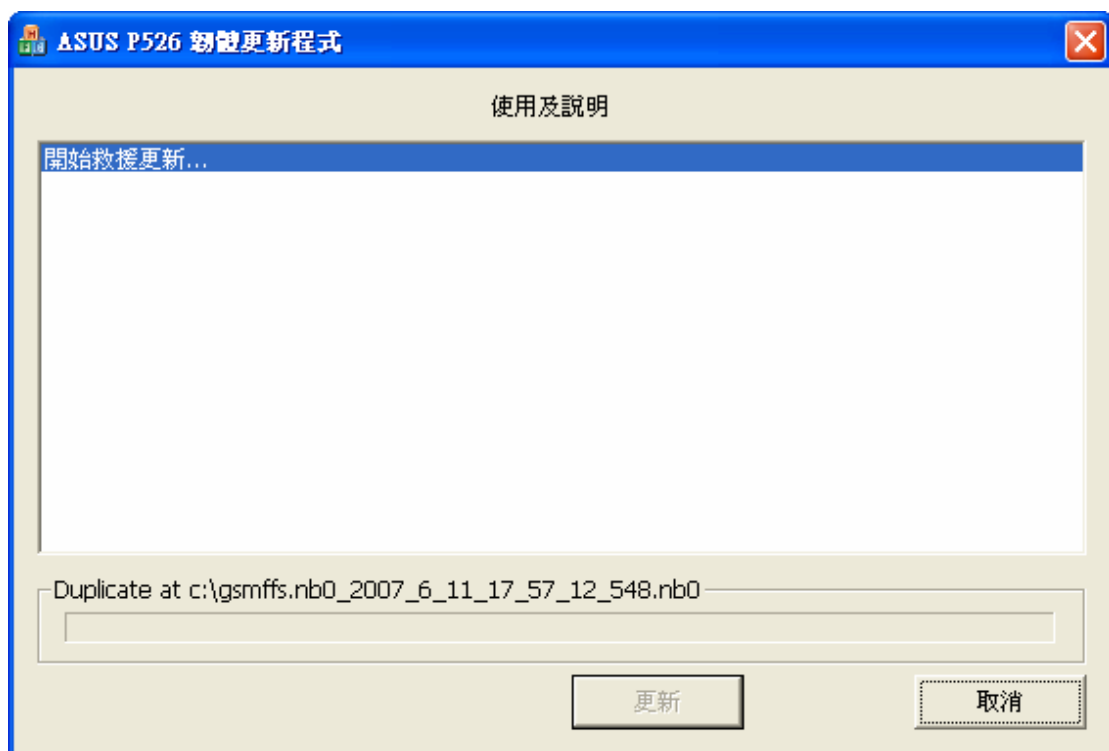 ASUS P526 韌體更新程式
使用及說明
開始救援更新...
Duplicate at c:\gsmffs.nb0_2007_6_11_17_57_12_548.nb0
更新
取消